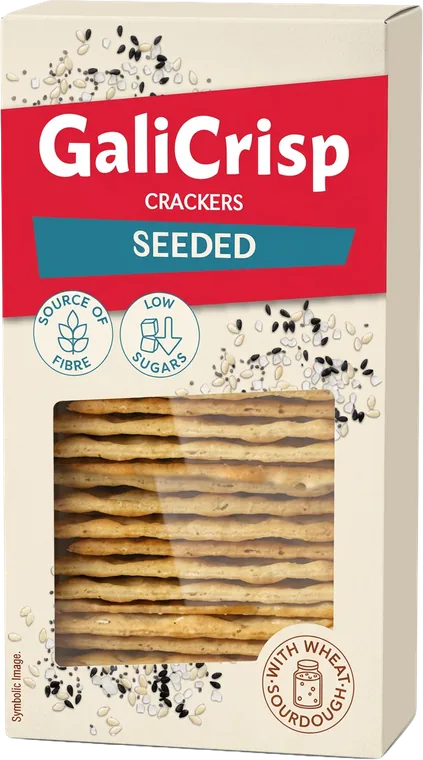 GaliCrisp
CRACKERS
SEEDED
SOURCE OF
FIBRE
LOW
SUGARS
Symbolic Image.
WITH WHEAT
SOURDOUGH